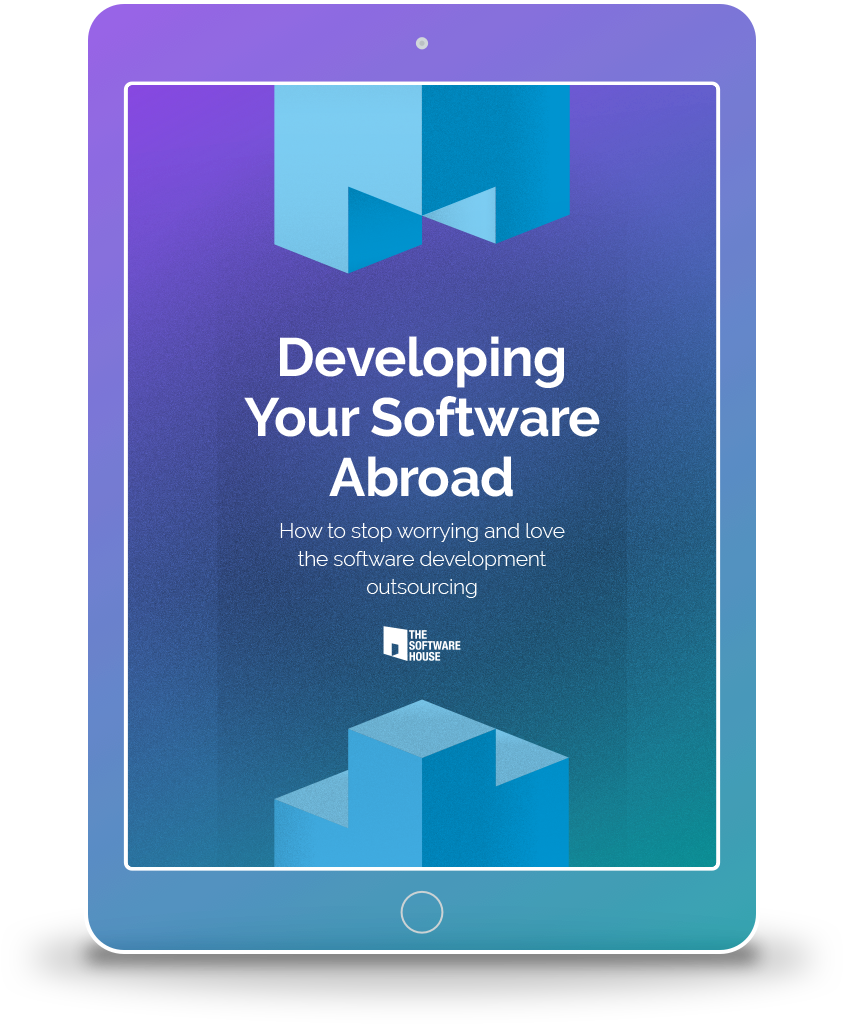 Developing
Your Software
Abroad
How to stop worrying and love
the software development
outsourcing
THE
SOFTWARE
HOUSE